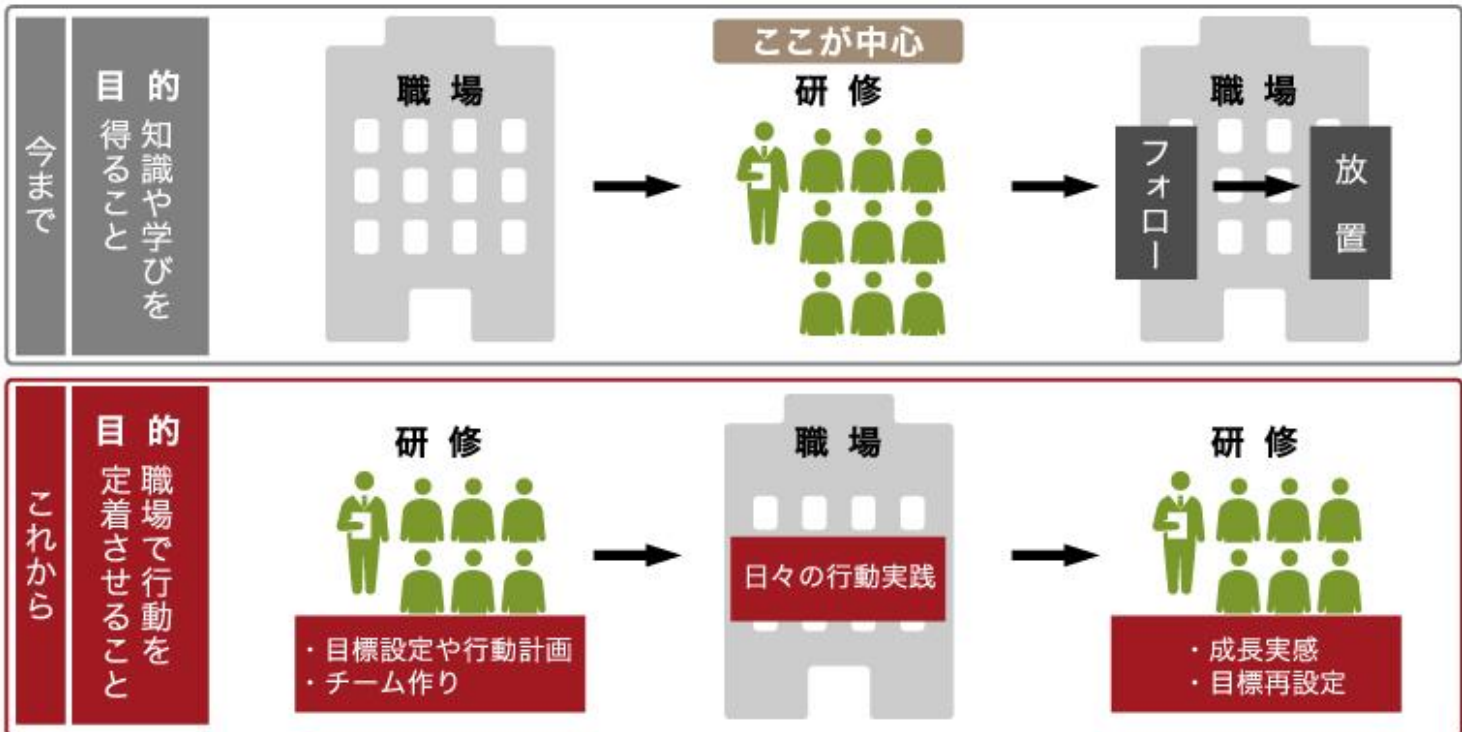 今まで
目的
知識や学びを
得ること
職場
ここが中心
研修
職場
フォロー
放置
これから
目的
職場で行動を
定着させること
研修
・目標設定や行動計画
・チーム作り
職場
日々の行動実践
研修
・成長実感
・目標再設定